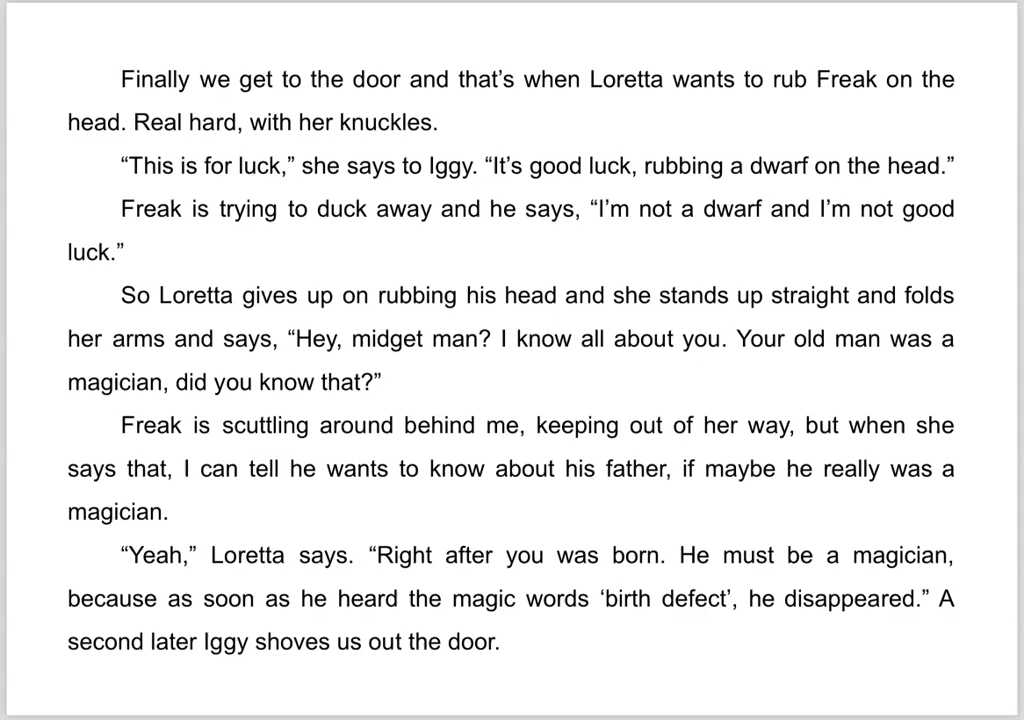 Finally we get to the door and that’s when Loretta wants to rub Freak on the
head. Real hard, with her knuckles.
“This is for luck,” she says to Iggy. “It’s good luck, rubbing a dwarf on the head.”
Freak is trying to duck away and he says, “I’m not a dwarf and I’m not good
luck.”
So Loretta gives up on rubbing his head and she stands up straight and folds
her arms and says, “Hey, midget man? I know all about you. Your old man was a
magician, did you know that?”
Freak is scuttling around behind me, keeping out of her way, but when she
says that, I can tell he wants to know about his father, if maybe he really was a
magician.
“Yeah,” Loretta says. “Right after you was born. He must be a magician,
because as soon as he heard the magic words ‘birth defect’, he disappeared.” A
second later Iggy shoves us out the door.